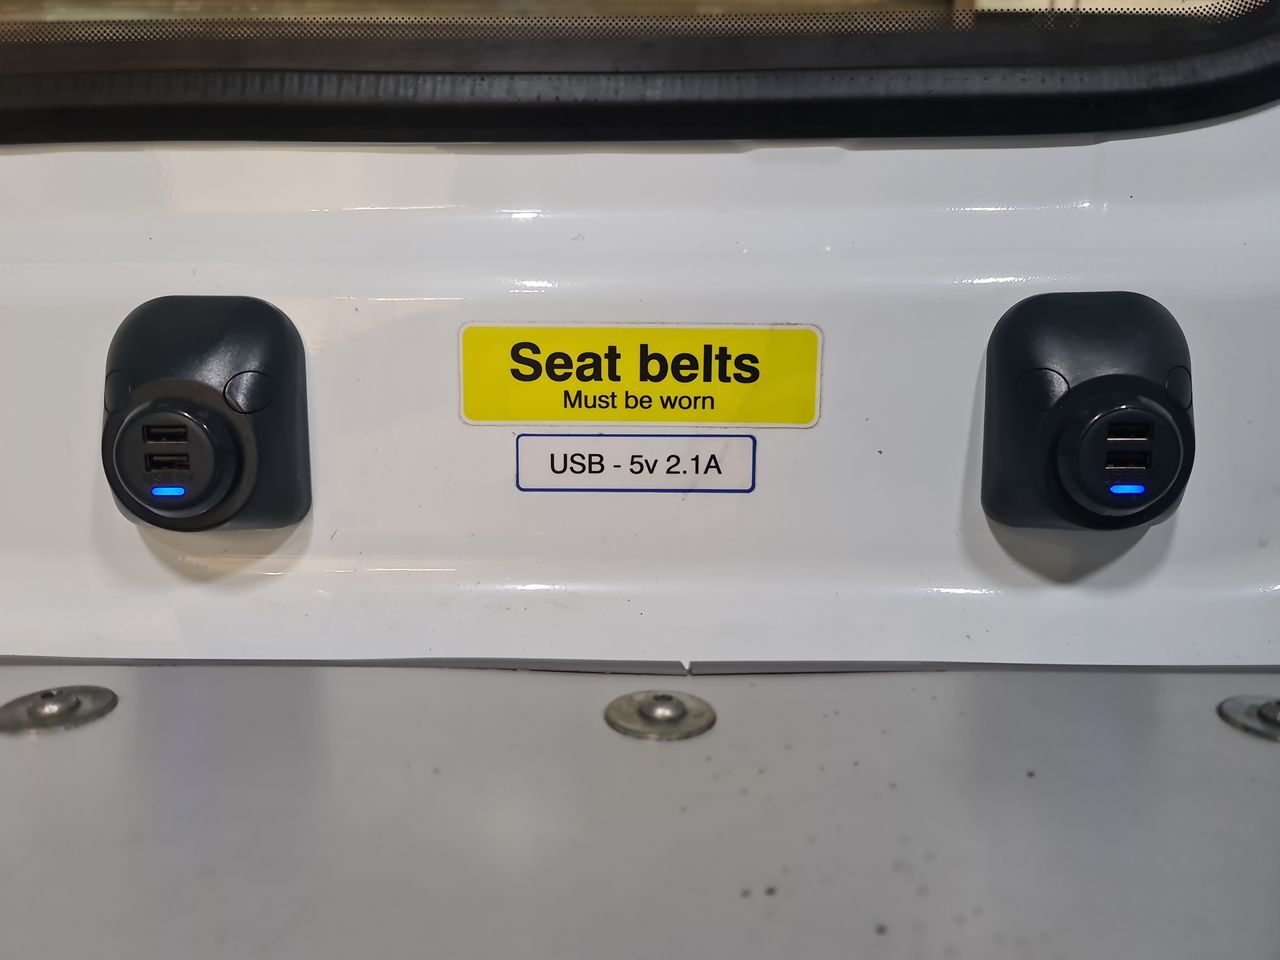 Seat belts
Must be worn
USB - 5v 2.1A